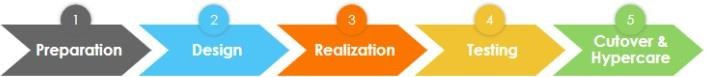 1
Preparation
2
Design
3
Realization
4
Testing
5
Cutover &
Hypercare